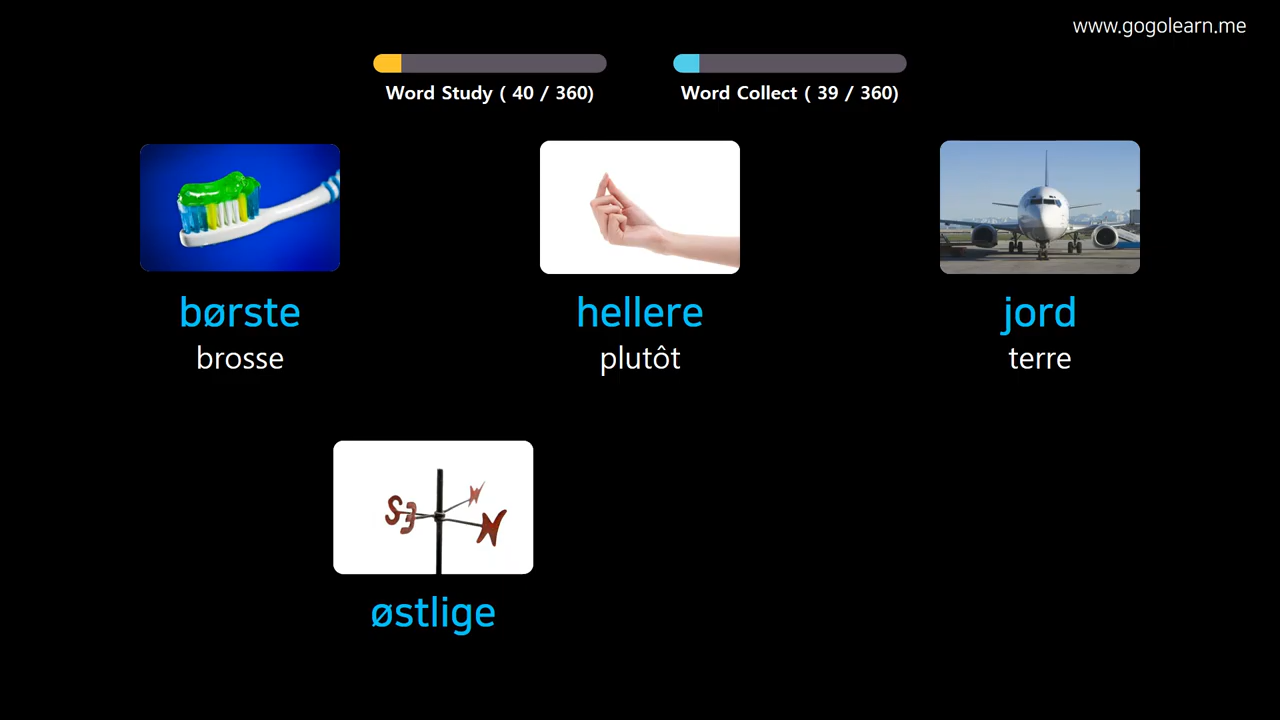 www.gogolearn.me
Word Study ( 40 / 360)
Word Collect ( 39 / 360)
børste
brosse
hellere
plutôt
jord
terre
S
østlige